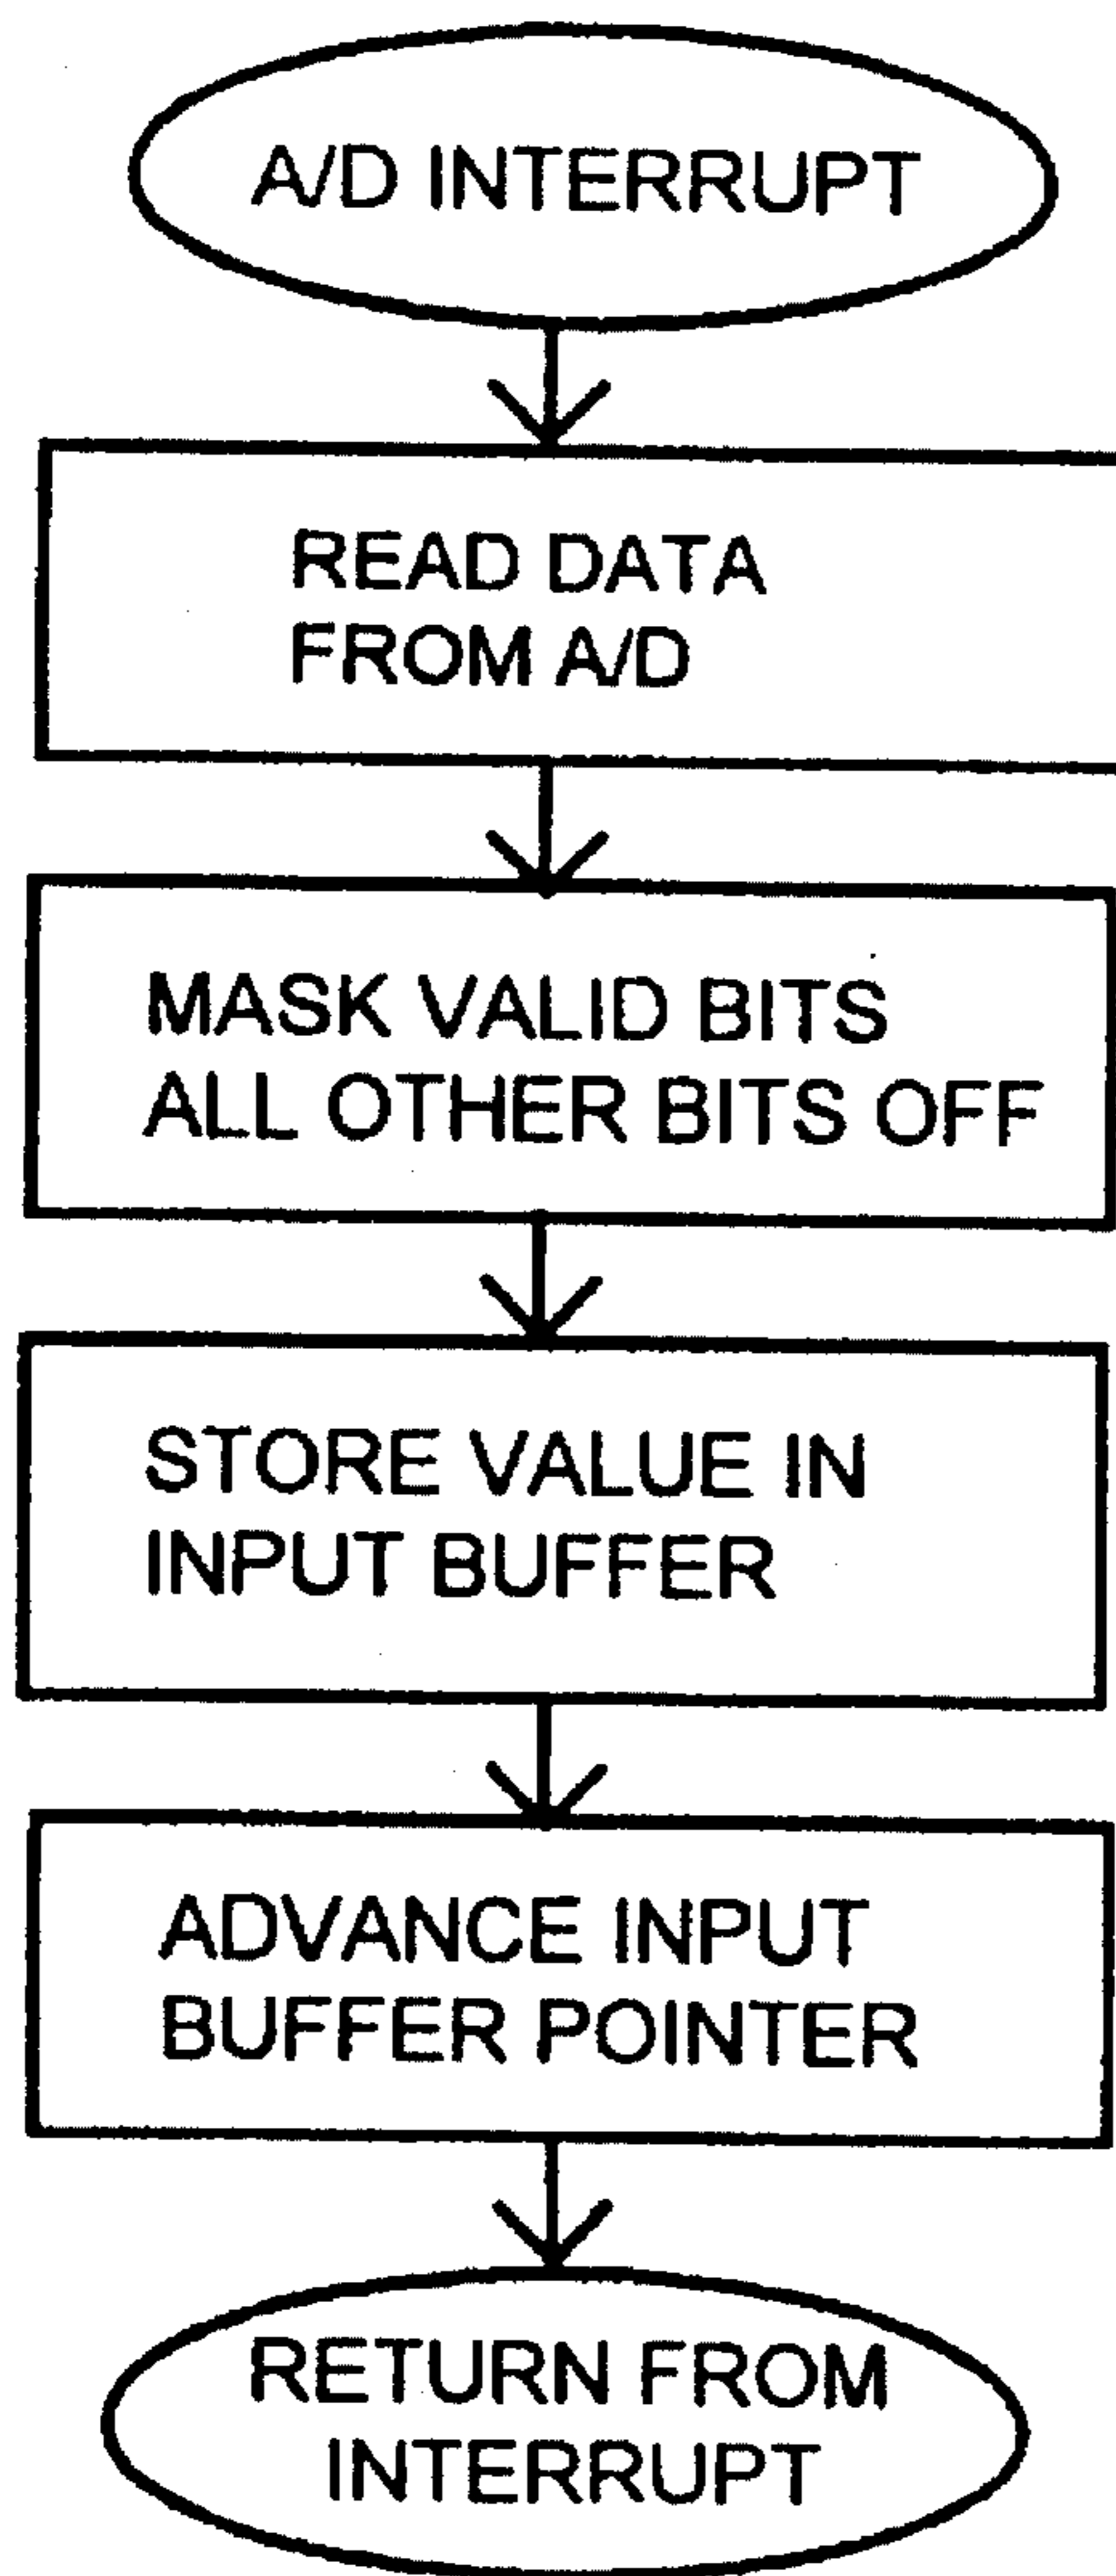 A/D INTERRUPT
READ DATA
FROM A/D
MASK VALID BITS
ALL OTHER BITS OFF
STORE VALUE IN
INPUT BUFFER
ADVANCE INPUT
BUFFER POINTER
RETURN FROM
INTERRUPT